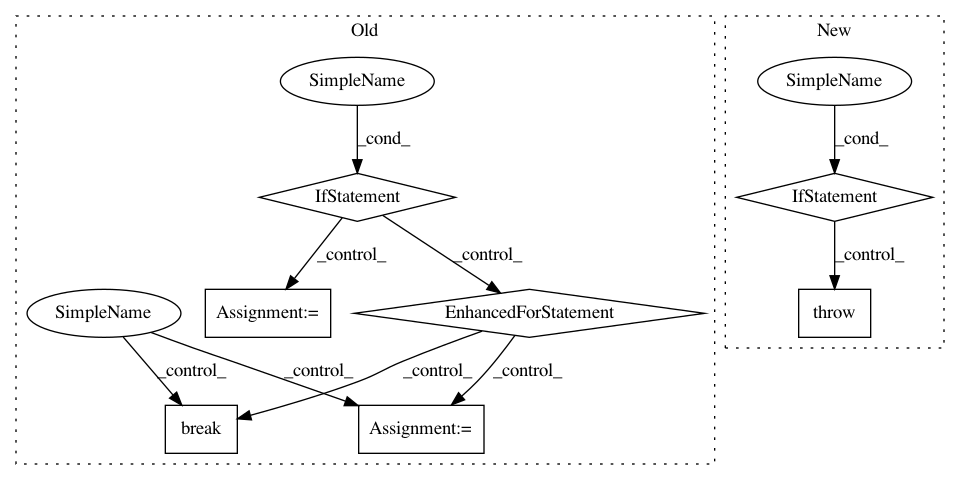 Old
New
SimpleName
SimpleName
_cond_
_cond_
IfStatement
IfStatement
_control_
_control_
_control_
SimpleName
Assignment:=
EnhancedForStatement
throw
_control_
_control_
_control_
_control_
break
Assignment:=